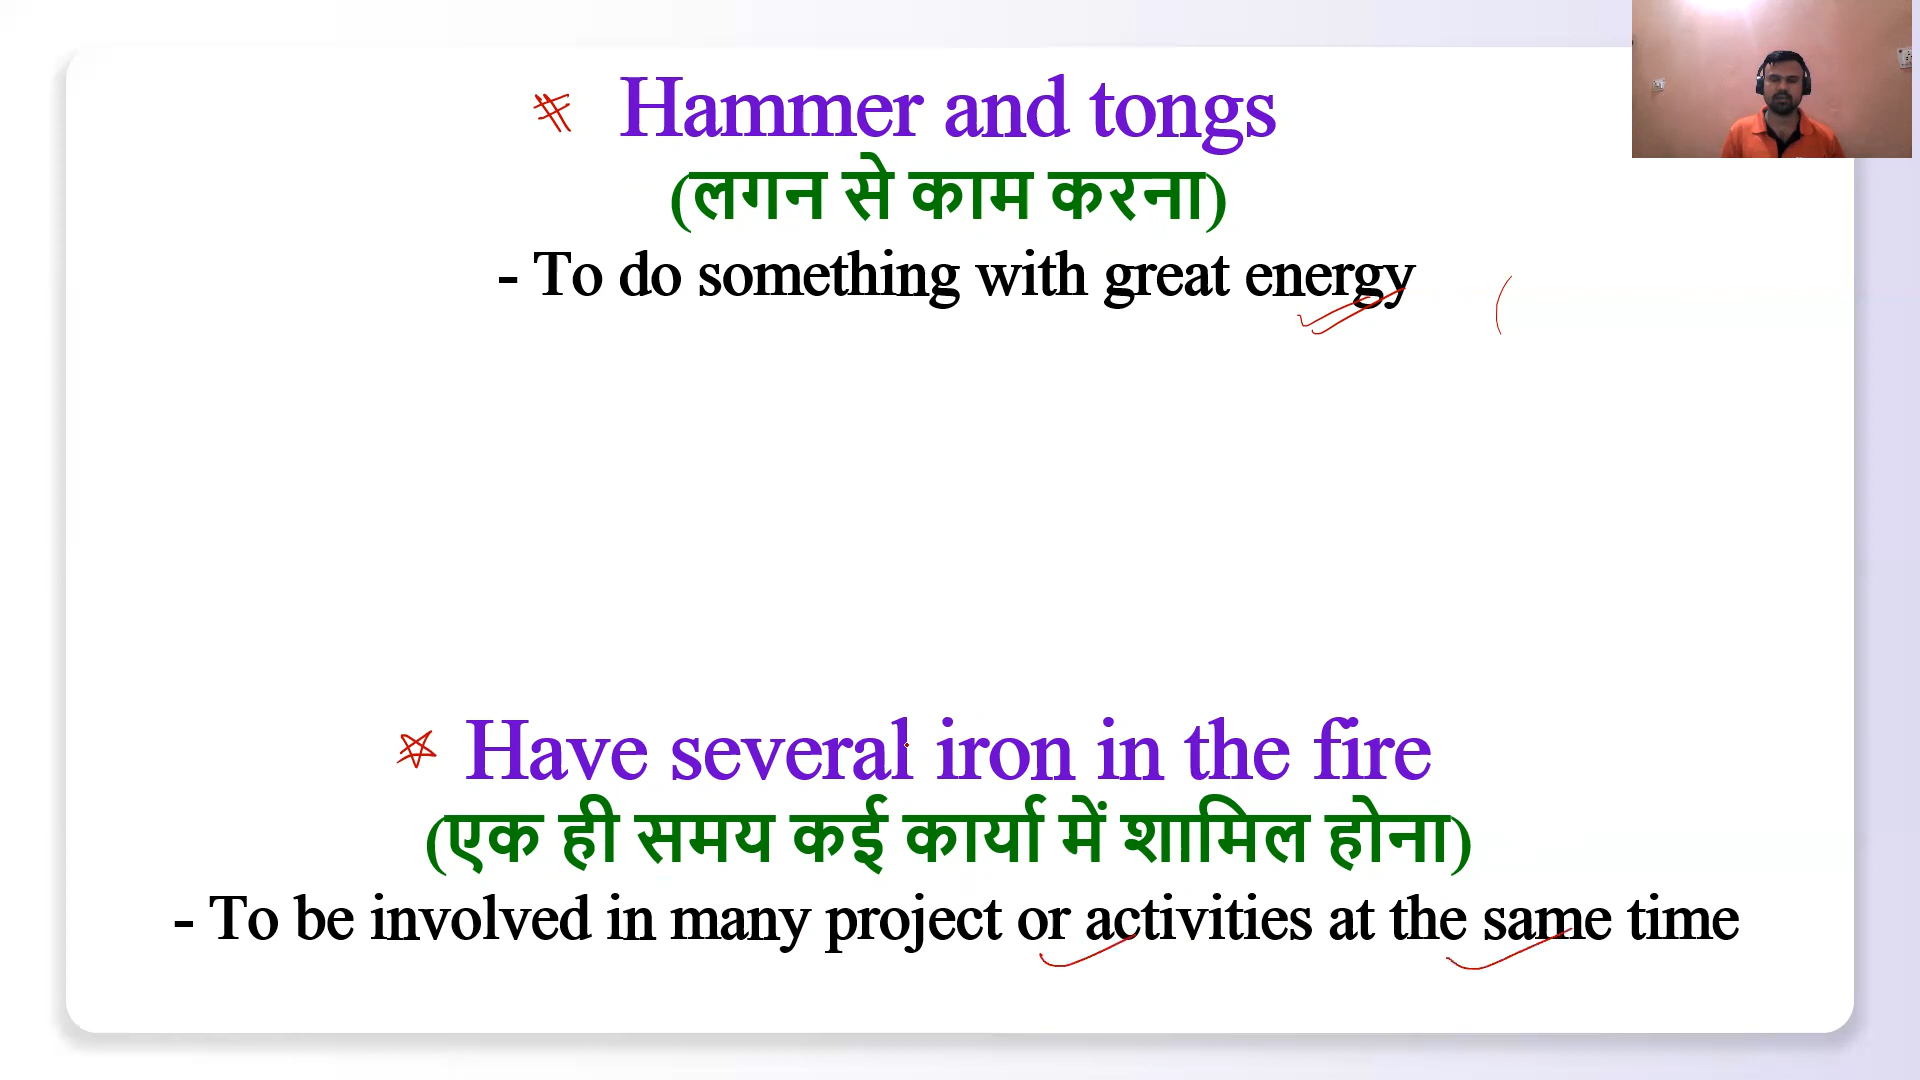 Hammer and tongs
(लगन से काम करना)
- To do something with great energy
Have several iron in the fire
(एक ही समय कई कार्या में शामिल होना)
- To be involved in many project or activities at the same time